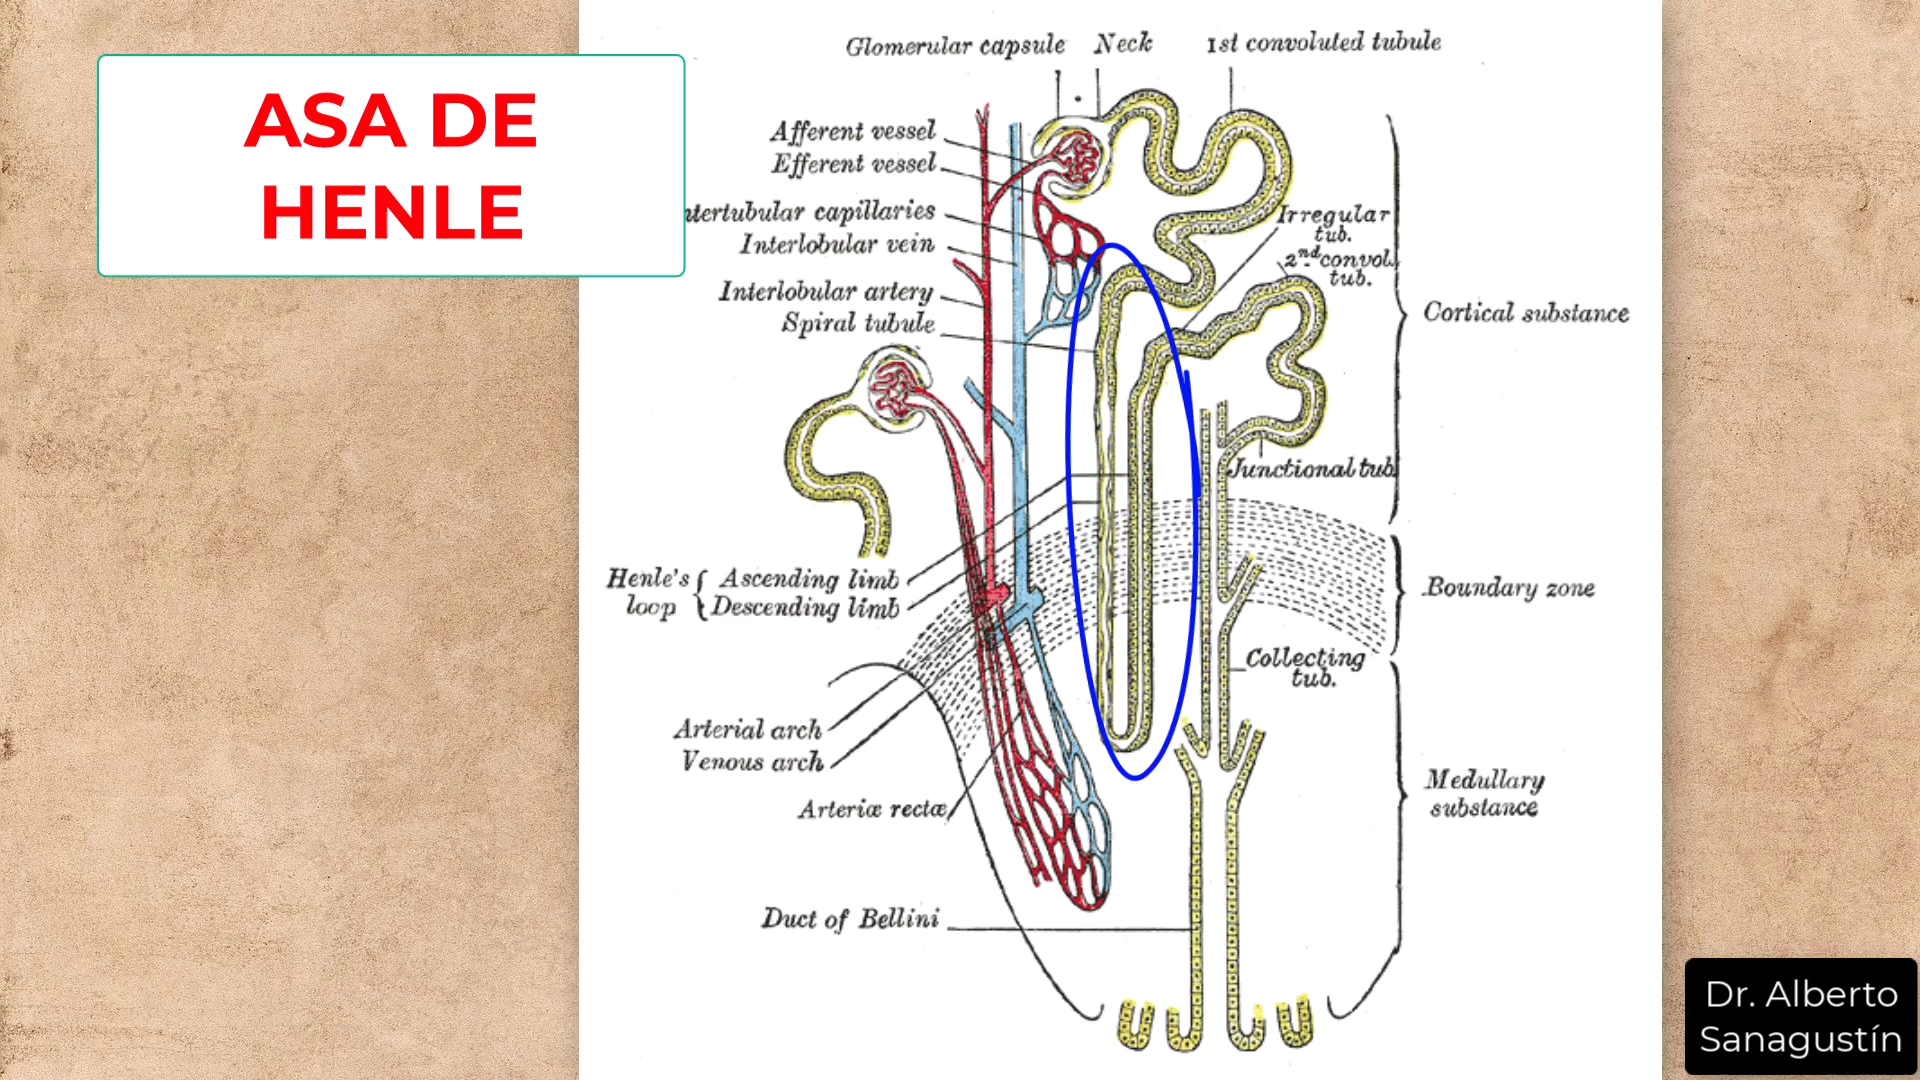 ASA DE
HENLE
Glomerular capsule
Neck
1st convoluted tubule
Afferent vessel
Efferent vessel
ntertubular capillaries
Interlobular vein
Interlobular artery
Spiral tubule
Irregular
tub.
2nd convol.
tub.
Cortical substance
Junctional tub.
Henle's
loop
Ascending limb
Descending limb
Boundary zone
Collecting
tub.
Arterial arch
Venous arch
Arteriæ rectæ
Medullary
substance
Duct of Bellini
Dr. Alberto
Sanagustín